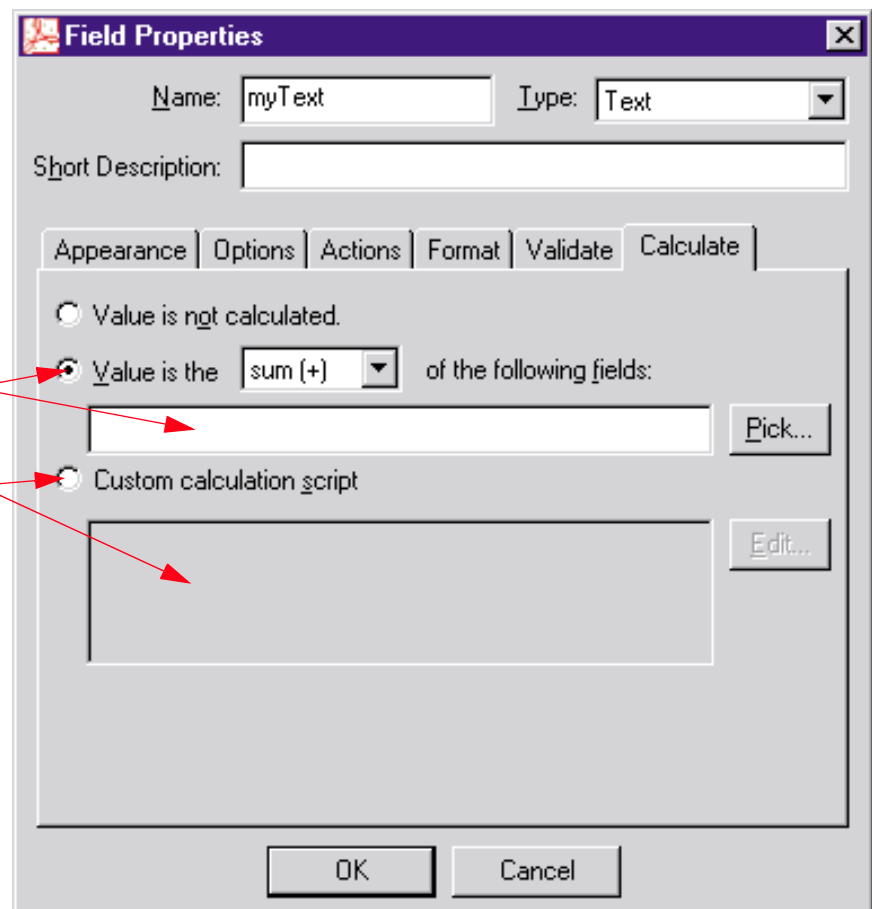 Field Properties
Name: myText Type: Text
Short Description:
Appearance Options Actions Format Validate Calculate
Value is not calculated.
Value is the sum (+) of the following fields:
Pick...
Custom calculation script
Edit...
OK Cancel